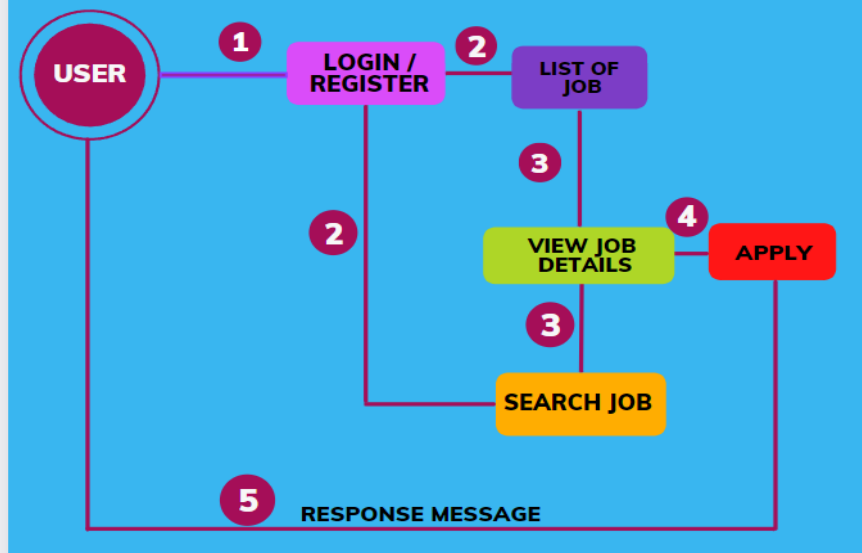 USER
1
LOGIN /
REGISTER
2
LIST OF
JOB
3
2
VIEW JOB
DETAILS
4
APPLY
3
SEARCH JOB
5
RESPONSE MESSAGE